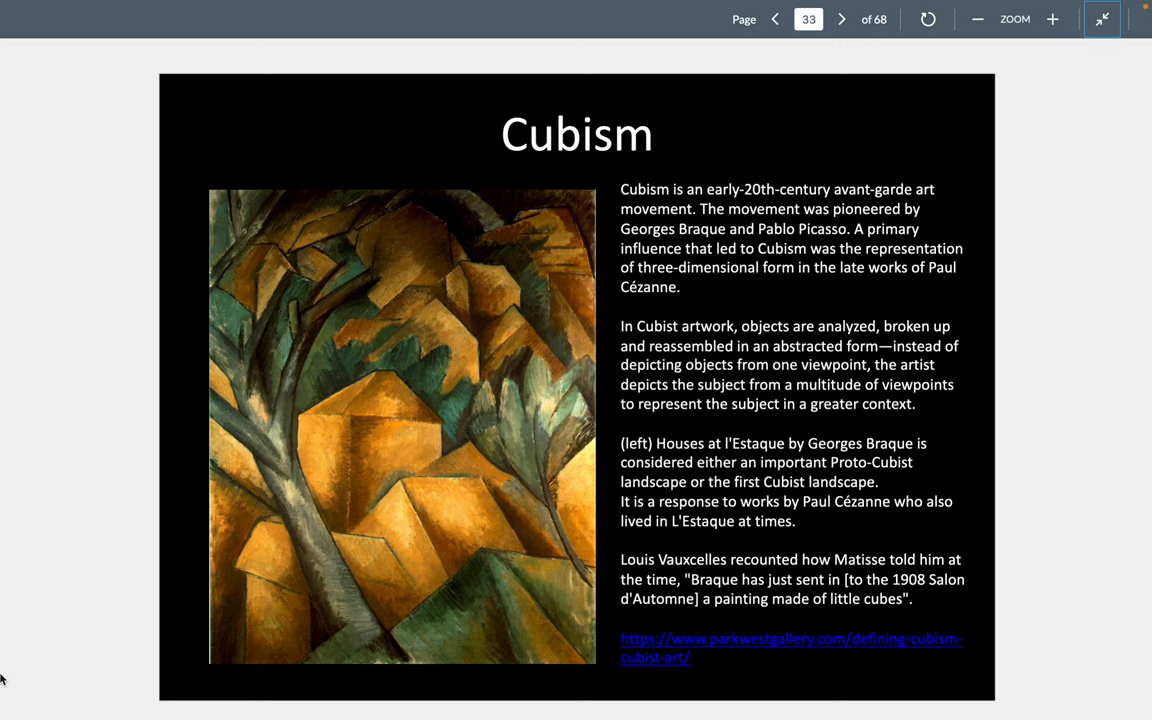 Page 33 of 68 ZOOM
Cubism
Cubism is an early-20th-century avant-garde art
movement. The movement was pioneered by
Georges Braque and Pablo Picasso. A primary
influence that led to Cubism was the representation
of three-dimensional form in the late works of Paul
Cézanne.
In Cubist artwork, objects are analyzed, broken up
and reassembled in an abstracted form—instead of
depicting objects from one viewpoint, the artist
depicts the subject from a multitude of viewpoints
to represent the subject in a greater context.
(left) Houses at l'Estaque by Georges Braque is
considered either an important Proto-Cubist
landscape or the first Cubist landscape.
It is a response to works by Paul Cézanne who also
lived in L'Estaque at times.
Louis Vauxcelles recounted how Matisse told him at
the time, "Braque has just sent in [to the 1908 Salon
d'Automne] a painting made of little cubes".
https://www.parkwestgallery.com/defining-cubism-
cubist-art/